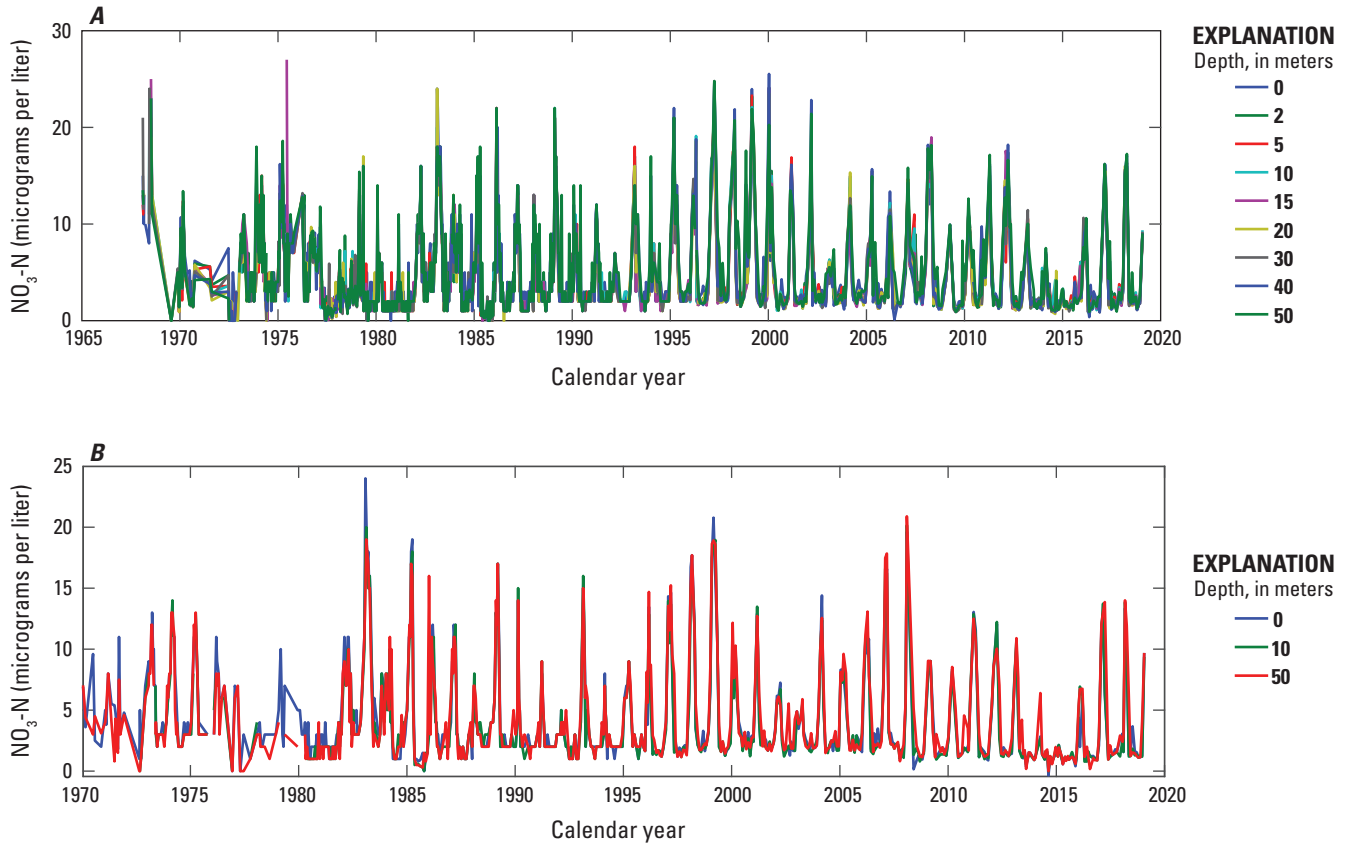 A
NO3-N (micrograms per liter)
30
20
10
0
1965 1970 1975 1980 1985 1990 1995 2000 2005 2010 2015 2020
Calendar year
EXPLANATION
Depth, in meters
0
2
5
10
15
20
30
40
50
B
NO3-N (micrograms per liter)
25
20
15
10
5
0
1970 1975 1980 1985 1990 1995 2000 2005 2010 2015 2020
Calendar year
EXPLANATION
Depth, in meters
0
10
50